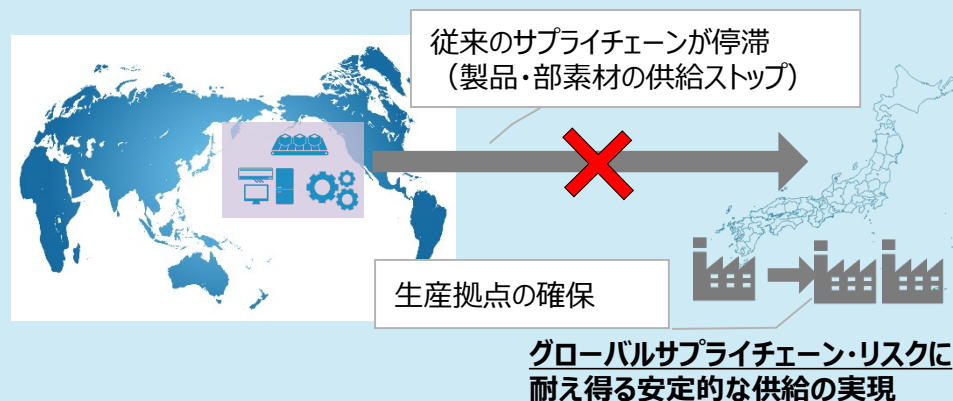 従来のサプライチェーンが停滞
（製品・部素材の供給ストップ）
生産拠点の確保
グローバルサプライチェーン・リスクに
耐え得る安定的な供給の実現